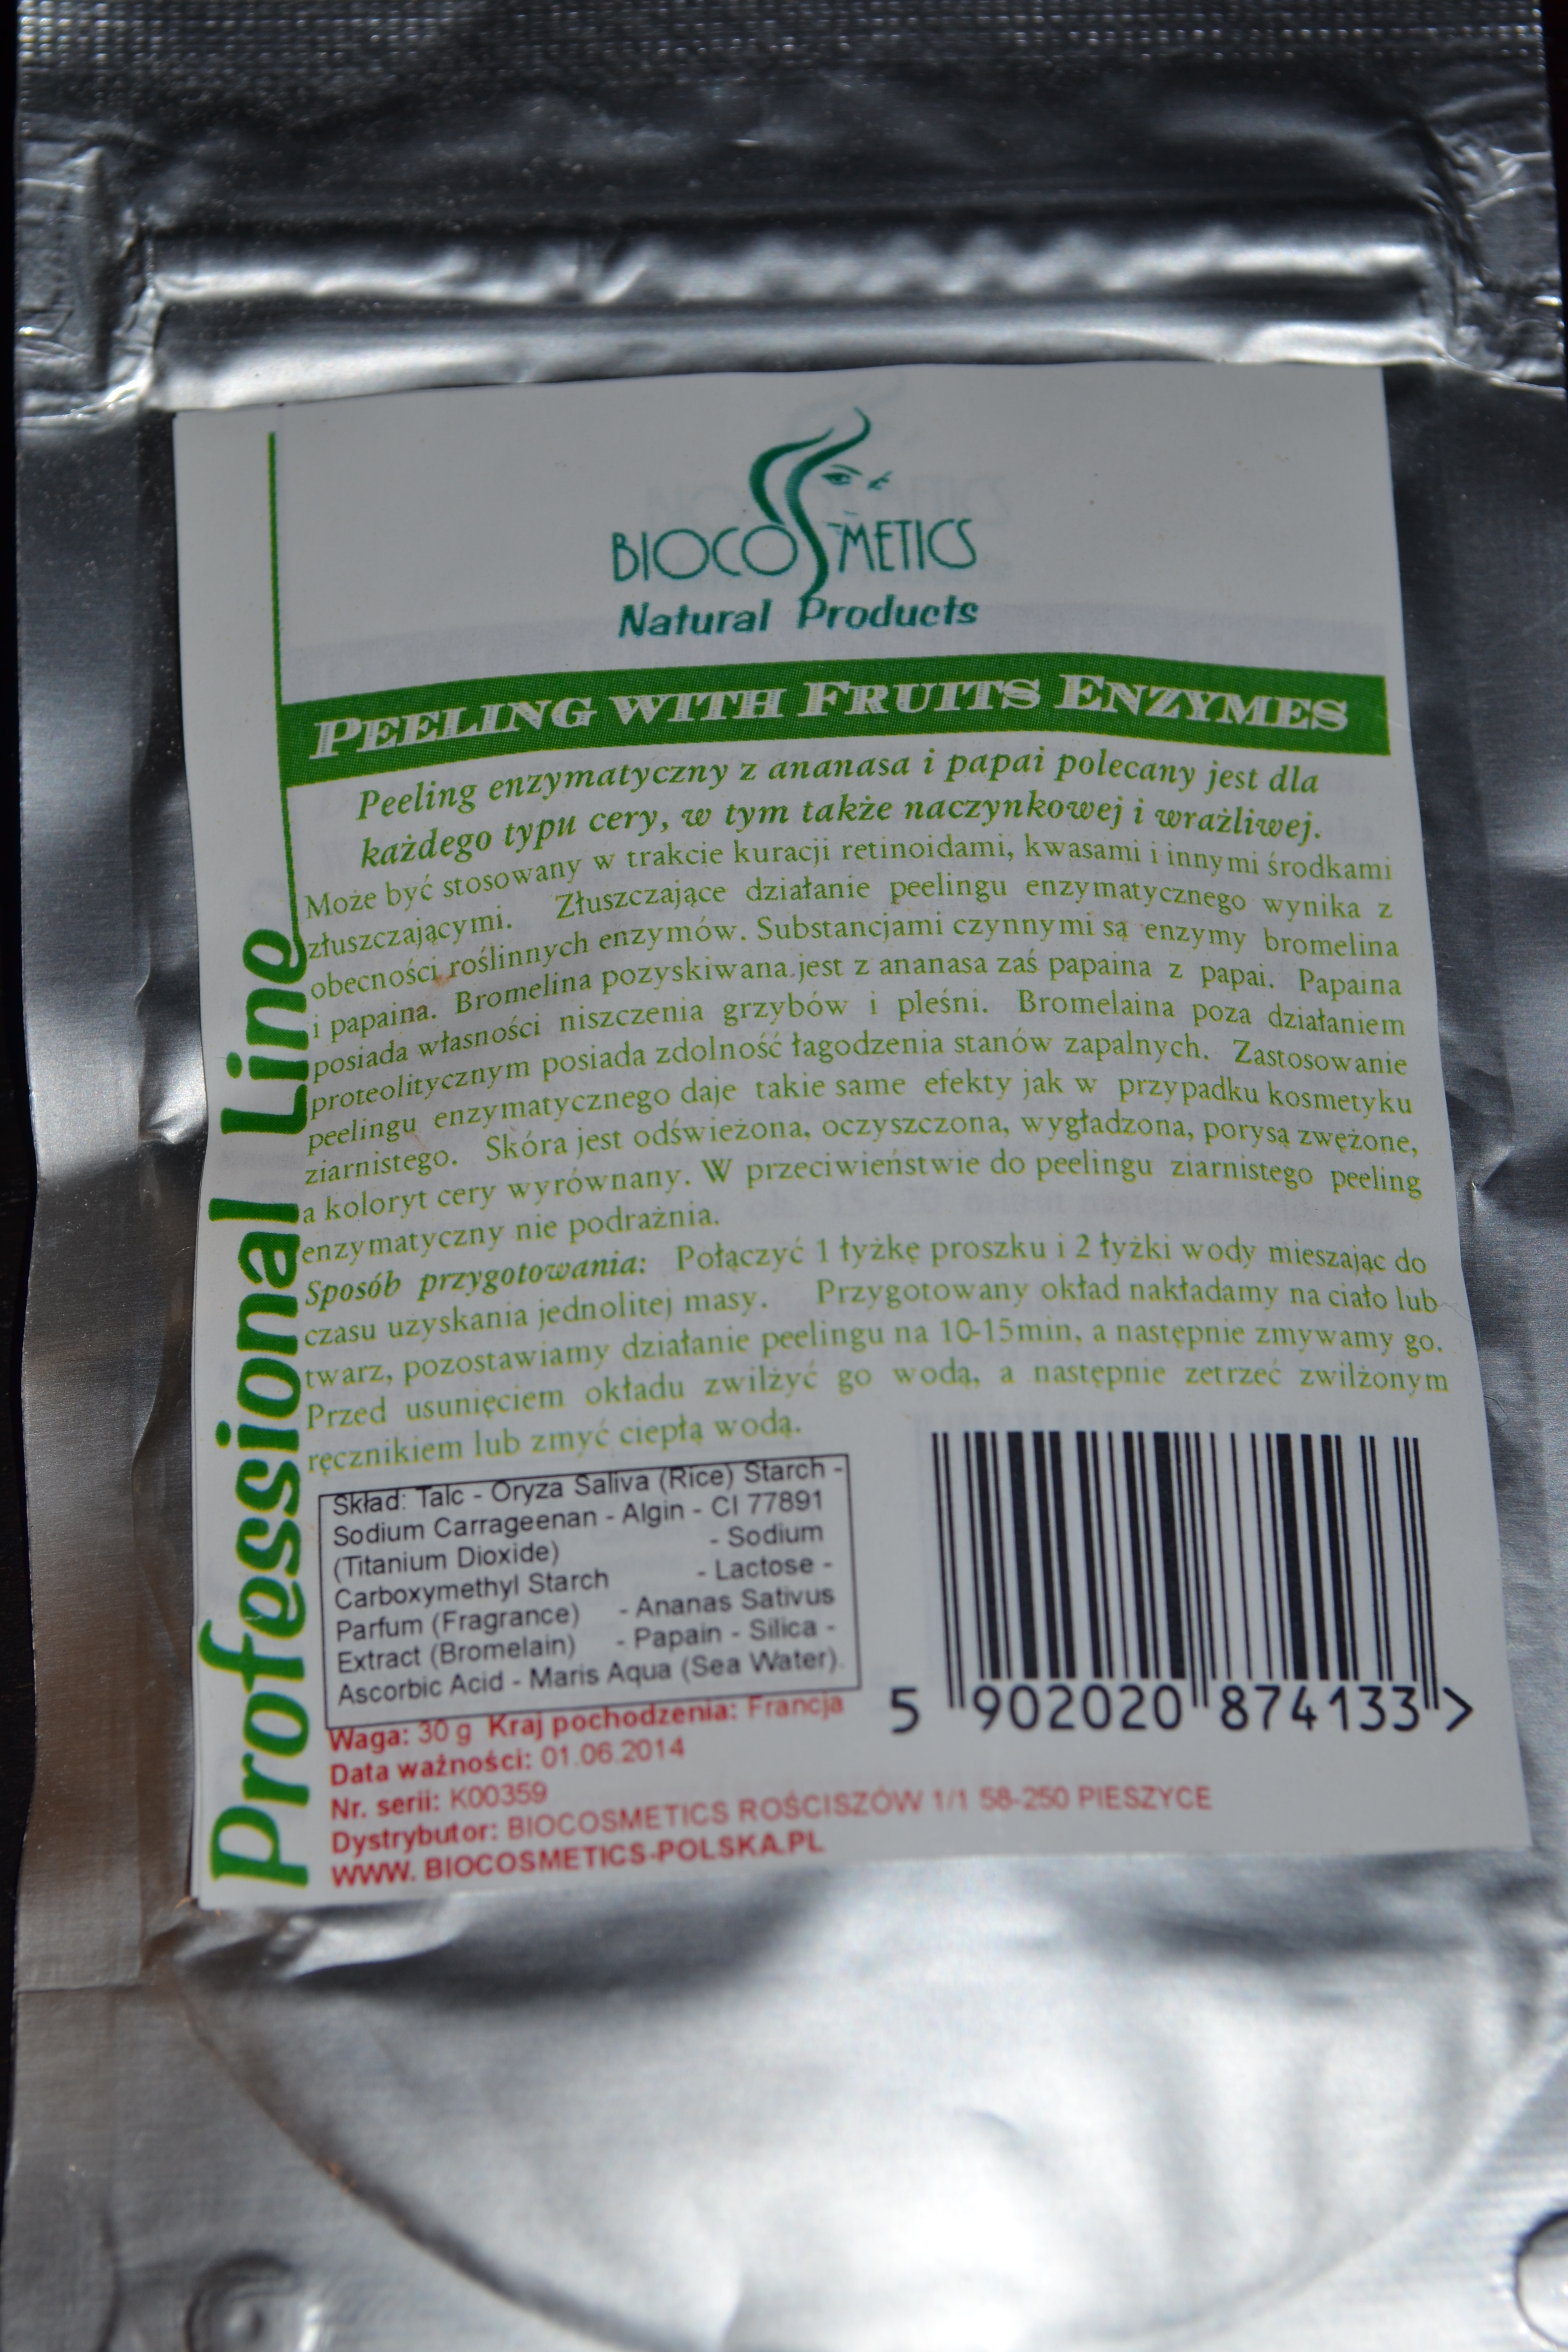 BIOCOSMETICS
Natural Products
PEELING WITH FRUITS ENZYMES
Peeling enzymatyczny z ananasa i papai polecany jest dla
każdego typu cery, w tym także naczynkowej i wrażliwej.
Może być stosowany w trakcie kuracji retinoidami, kwasami i innymi środkami
złuszczającymi. Złuszczające działanie peelingu enzymatycznego wynika z
obecności roślinnych enzymów. Substancjami czynnymi są enzymy bromelina
i papaina. Bromelina pozyskiwana jest z ananasa zaś papaina z papai. Papaina
posiada własności niszczenia grzybów i pleśni. Bromelaina poza działaniem
proteolitycznym posiada zdolność łagodzenia stanów zapalnych. Zastosowanie
peelingu enzymatycznego daje takie same efekty jak w przypadku kosmetyku
ziarnistego. Skóra jest odświeżona, oczyszczona, wygładzona, pory są zwężone,
a koloryt cery wyrównany. W przeciwieństwie do peelingu ziarnistego peeling
enzymatyczny nie podrażnia.
Sposób przygotowania: Połączyć 1 łyżkę proszku i 2 łyżki wody mieszając do
czasu uzyskania jednolitej masy. Przygotowany okład nakładamy na ciało lub
twarz, pozostawiamy działanie peelingu na 10-15min, a następnie zmywamy go.
Przed usunięciem okładu zwilżyć go wodą, a następnie zetrzeć zwilżonym
ręcznikiem lub zmyć ciepłą wodą.
Skład: Talc - Oryza Saliva (Rice) Starch -
Sodium Carrageenan - Algin - CI 77891
(Titanium Dioxide) - Sodium
Carboxymethyl Starch - Lactose -
Parfum (Fragrance) - Ananas Sativus
Extract (Bromelain) - Papain - Silica -
Ascorbic Acid - Maris Aqua (Sea Water).
5 902020 874133 >
Waga: 30 g Kraj pochodzenia: Francja
Data ważności: 01.06.2014
Nr. serii: K00359
Dystrybutor: BIOCOSMETICS ROŚCISZÓW 1/1 58-250 PIESZYCE
WWW. BIOCOSMETICS-POLSKA.PL
Professional Line